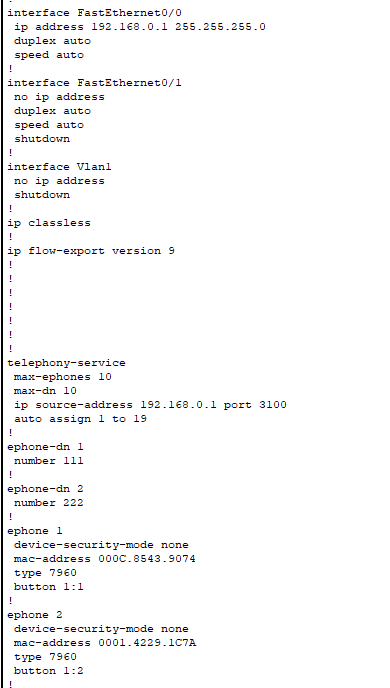 !
interface FastEthernet0/0
 ip address 192.168.0.1 255.255.255.0
 duplex auto
 speed auto
!
interface FastEthernet0/1
 no ip address
 duplex auto
 speed auto
 shutdown
!
interface Vlan1
 no ip address
 shutdown
!
ip classless
!
ip flow-export version 9
!
!
!
!
!
!
!
telephony-service
 max-ephones 10
 max-dn 10
 ip source-address 192.168.0.1 port 3100
 auto assign 1 to 19
!
ephone-dn 1
 number 111
!
ephone-dn 2
 number 222
!
ephone 1
 device-security-mode none
 mac-address 000C.8543.9074
 type 7960
 button 1:1
!
ephone 2
 device-security-mode none
 mac-address 0001.4229.1C7A
 type 7960
 button 1:2
!